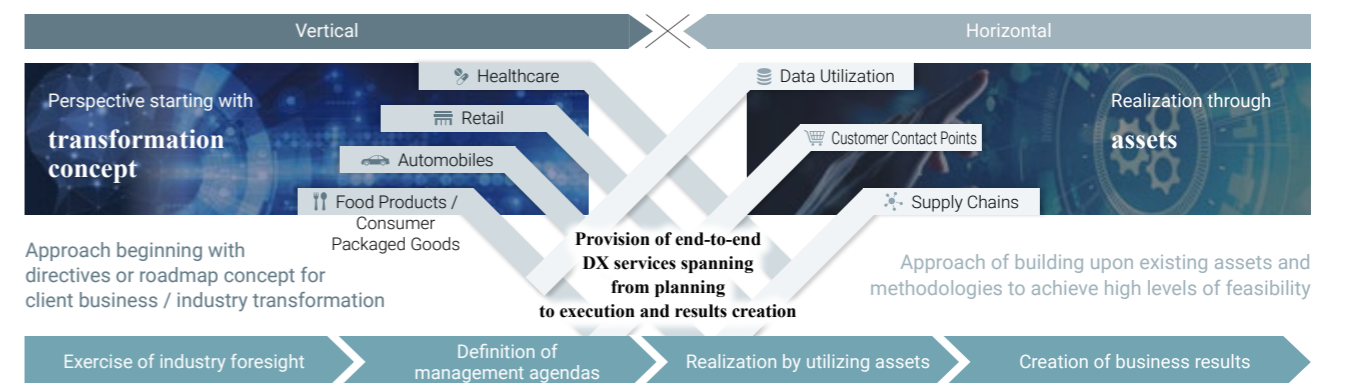 Vertical
Horizontal
Perspective starting with
transformation
concept
Healthcare
Retail
Automobiles
Food Products /
Consumer
Packaged Goods
Data Utilization
Customer Contact Points
Supply Chains
Realization through
assets
Approach beginning with
directives or roadmap concept for
client business / industry transformation
Provision of end-to-end
DX services spanning
from planning
to execution and results creation
Approach of building upon existing assets and
methodologies to achieve high levels of feasibility
Exercise of industry foresight
Definition of
management agendas
Realization by utilizing assets
Creation of business results